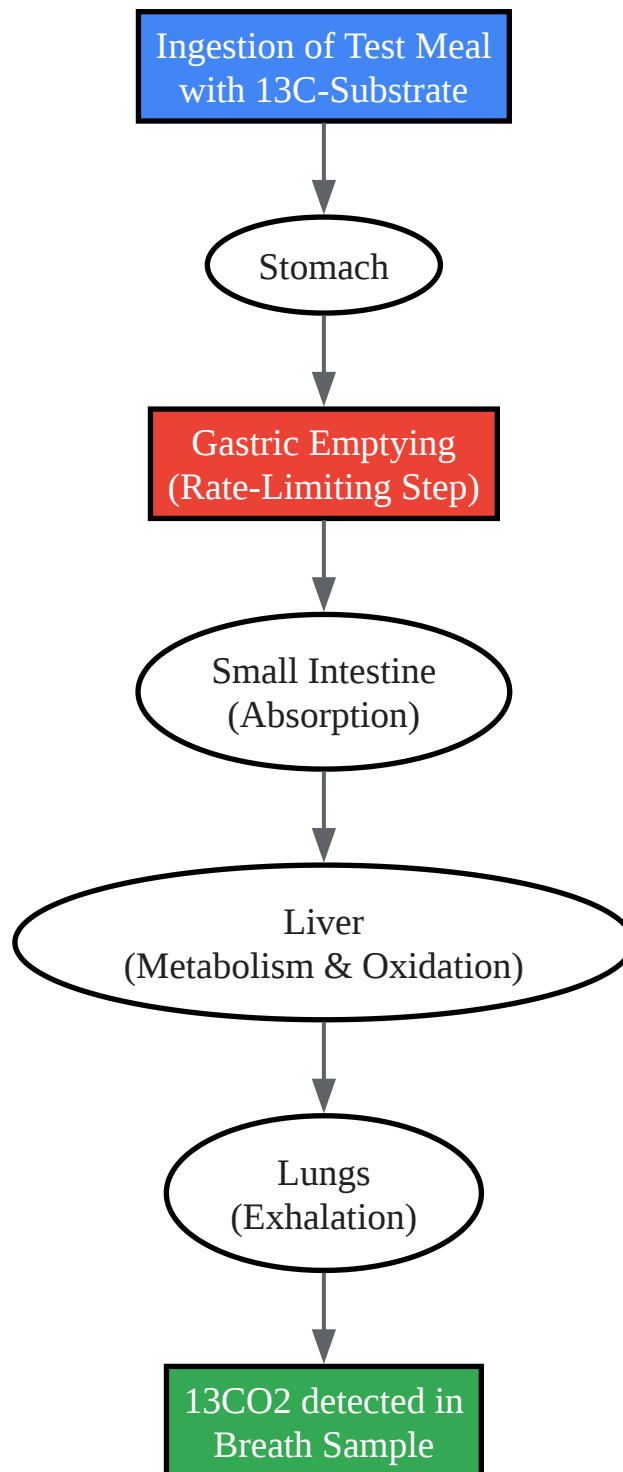 Ingestion of Test Meal
with 13C-Substrate
Stomach
Gastric Emptying
(Rate-Limiting Step)
Small Intestine
(Absorption)
Liver
(Metabolism & Oxidation)
Lungs
(Exhalation)
13CO2 detected in
Breath Sample